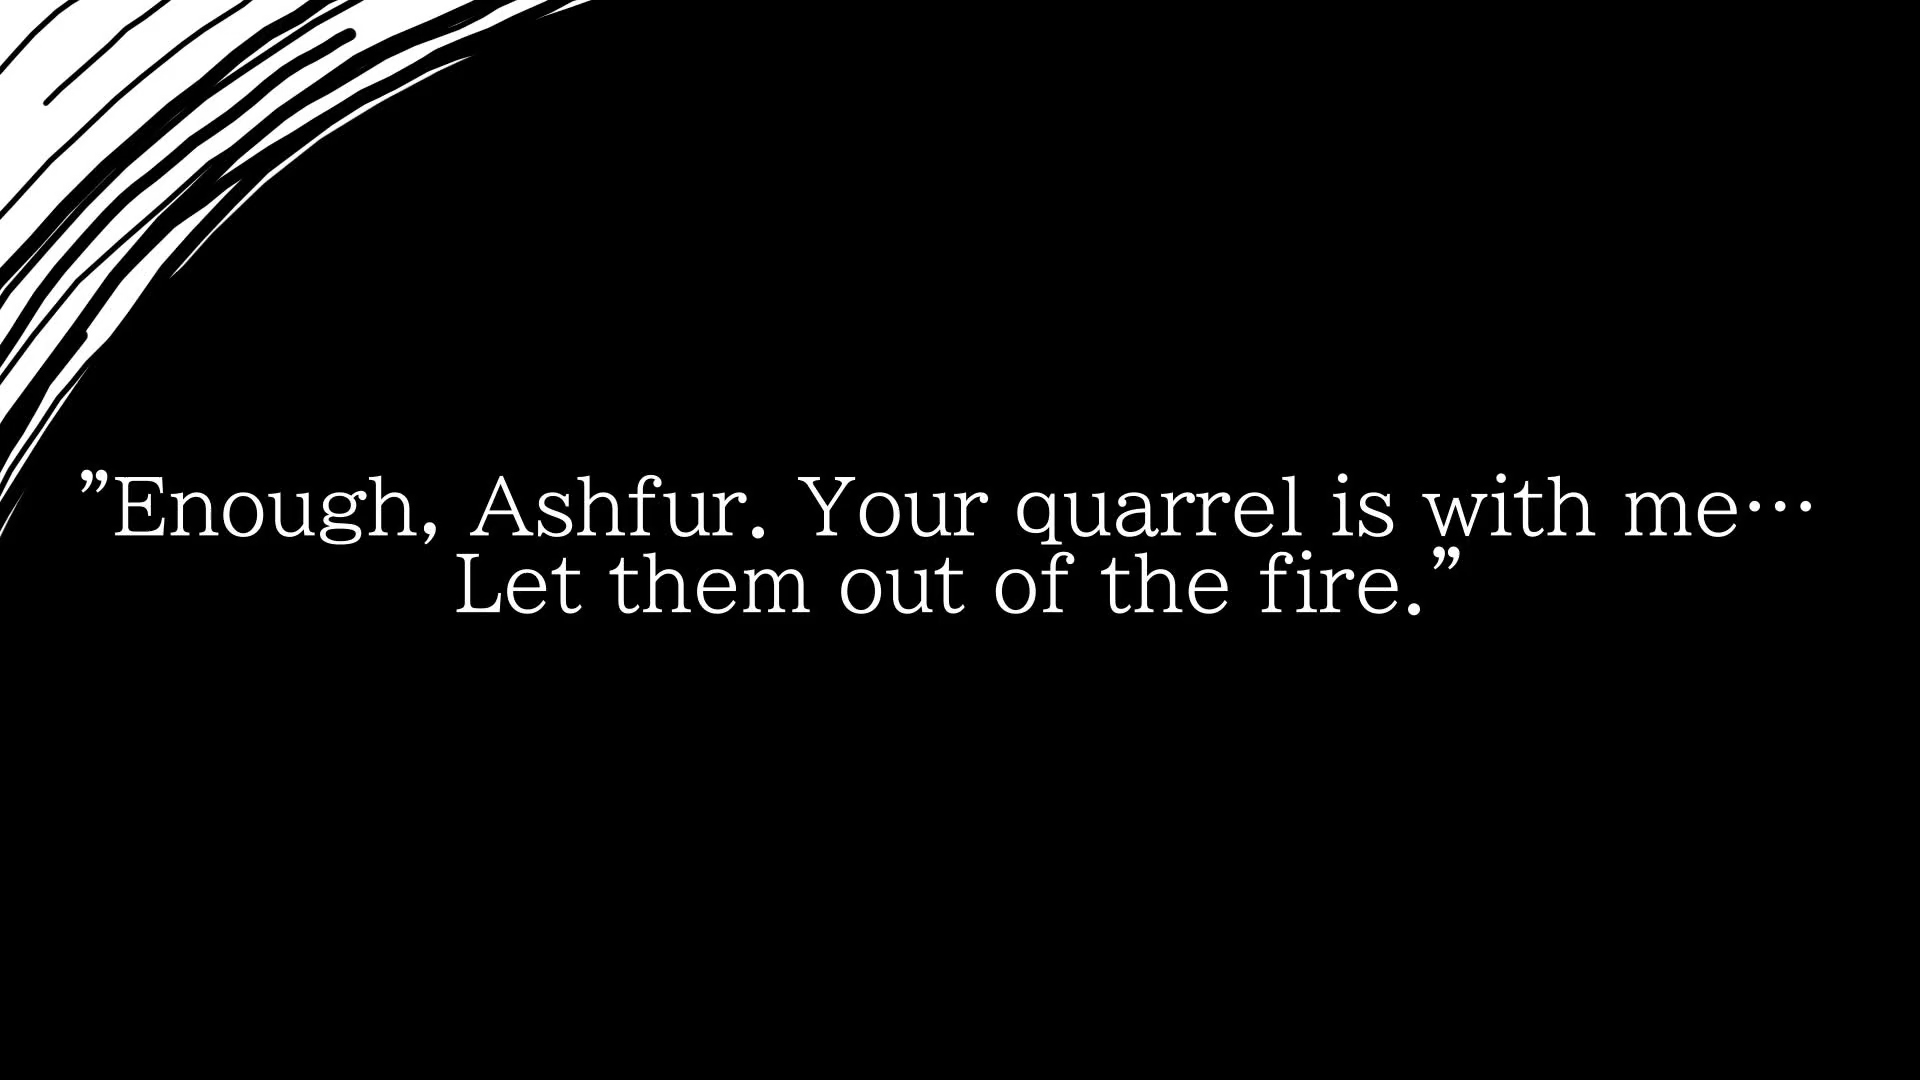 ”Enough, Ashfur. Your quarrel is with me…
Let them out of the fire.”